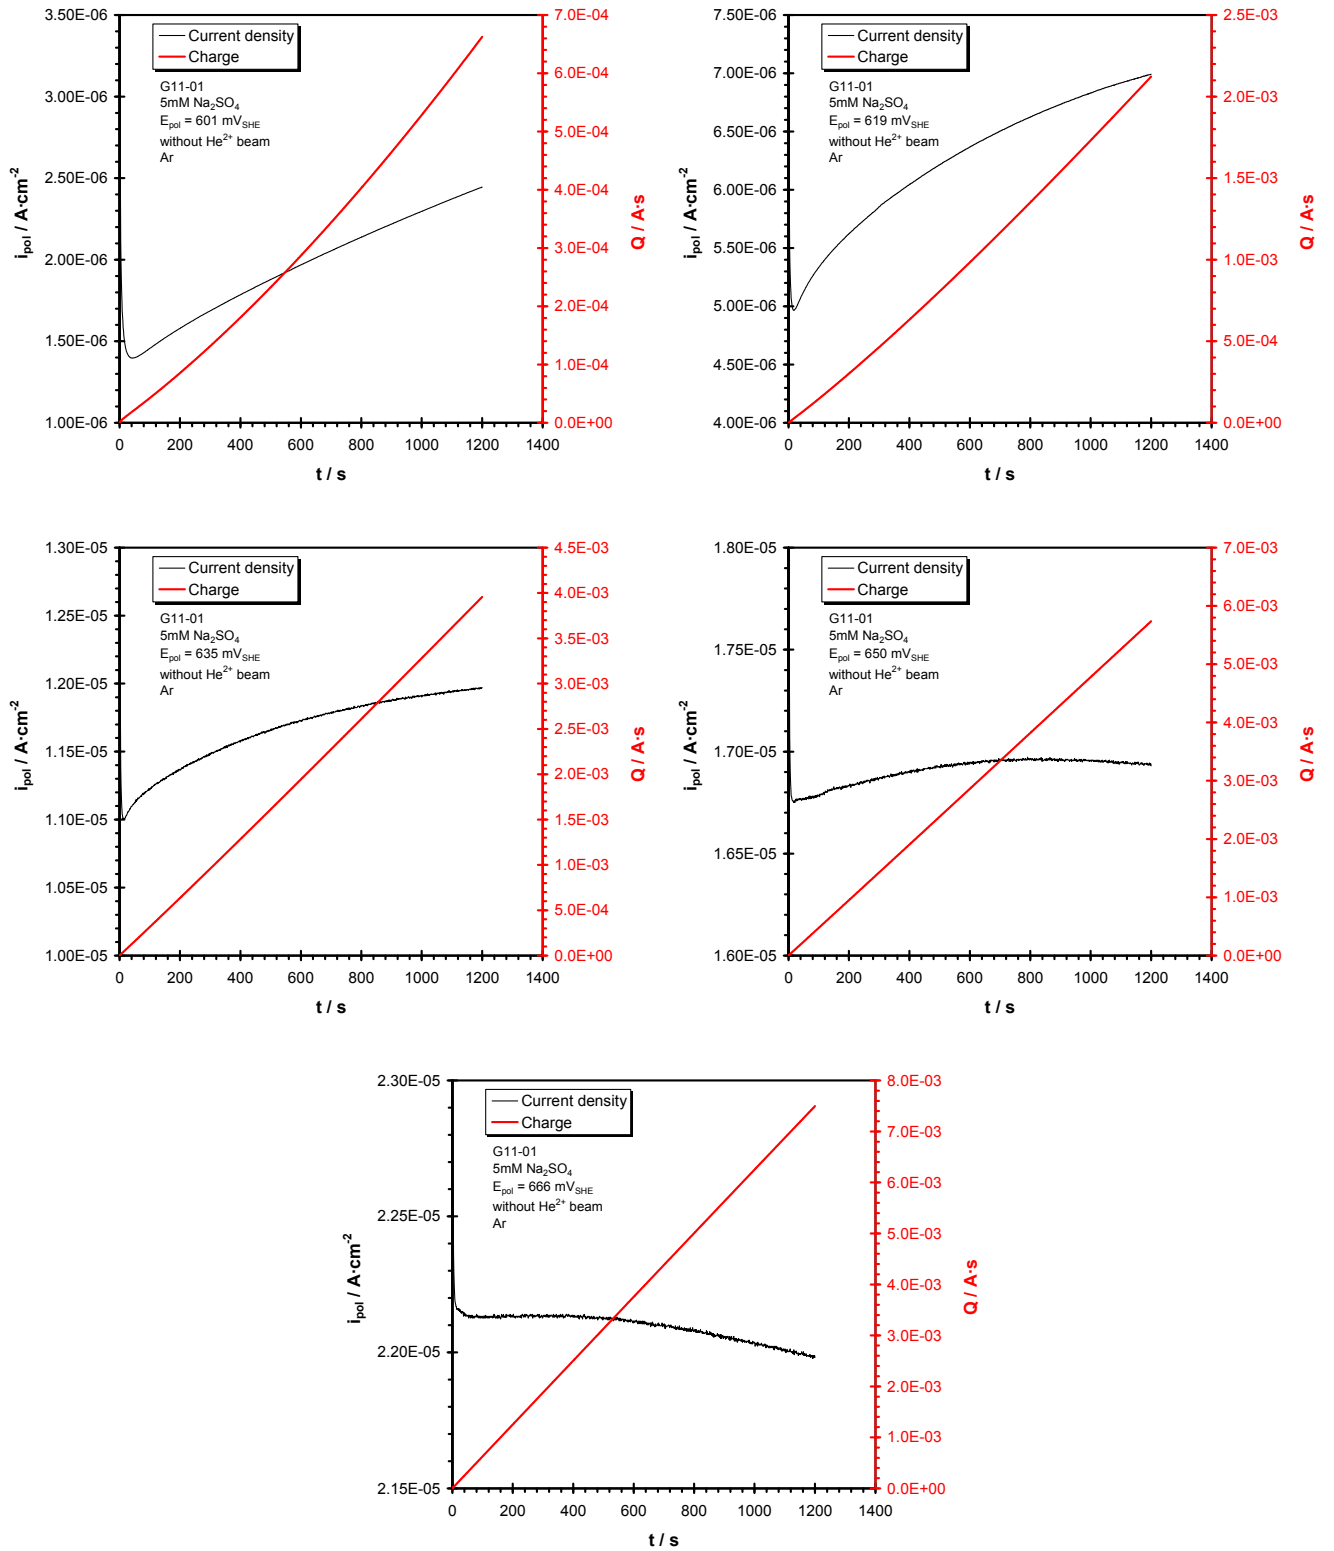 3.50E-06
3.00E-06
2.50E-06
2.00E-06
1.50E-06
1.00E-06
i_pol / A·cm⁻²
Current density
Charge
G11-01
5mM Na₂SO₄
E_pol = 601 mV_SHE
without He²⁺ beam
Ar
7.0E-04
6.0E-04
5.0E-04
4.0E-04
3.0E-04
2.0E-04
1.0E-04
0.0E+00
Q / A·s
0 200 400 600 800 1000 1200 1400
t / s
7.50E-06
7.00E-06
6.50E-06
6.00E-06
5.50E-06
5.00E-06
4.50E-06
4.00E-06
i_pol / A·cm⁻²
Current density
Charge
G11-01
5mM Na₂SO₄
E_pol = 619 mV_SHE
without He²⁺ beam
Ar
2.5E-03
2.0E-03
1.5E-03
1.0E-03
5.0E-04
0.0E+00
Q / A·s
0 200 400 600 800 1000 1200 1400
t / s
1.30E-05
1.25E-05
1.20E-05
1.15E-05
1.10E-05
1.05E-05
1.00E-05
i_pol / A·cm⁻²
Current density
Charge
G11-01
5mM Na₂SO₄
E_pol = 635 mV_SHE
without He²⁺ beam
Ar
4.5E-03
4.0E-03
3.5E-03
3.0E-03
2.5E-03
2.0E-03
1.5E-03
1.0E-03
5.0E-04
0.0E+00
Q / A·s
0 200 400 600 800 1000 1200 1400
t / s
1.80E-05
1.75E-05
1.70E-05
1.65E-05
1.60E-05
i_pol / A·cm⁻²
Current density
Charge
G11-01
5mM Na₂SO₄
E_pol = 650 mV_SHE
without He²⁺ beam
Ar
7.0E-03
6.0E-03
5.0E-03
4.0E-03
3.0E-03
2.0E-03
1.0E-03
0.0E+00
Q / A·s
0 200 400 600 800 1000 1200 1400
t / s
2.30E-05
2.25E-05
2.20E-05
2.15E-05
i_pol / A·cm⁻²
Current density
Charge
G11-01
5mM Na₂SO₄
E_pol = 666 mV_SHE
without He²⁺ beam
Ar
8.0E-03
7.0E-03
6.0E-03
5.0E-03
4.0E-03
3.0E-03
2.0E-03
1.0E-03
0.0E+00
Q / A·s
0 200 400 600 800 1000 1200 1400
t / s